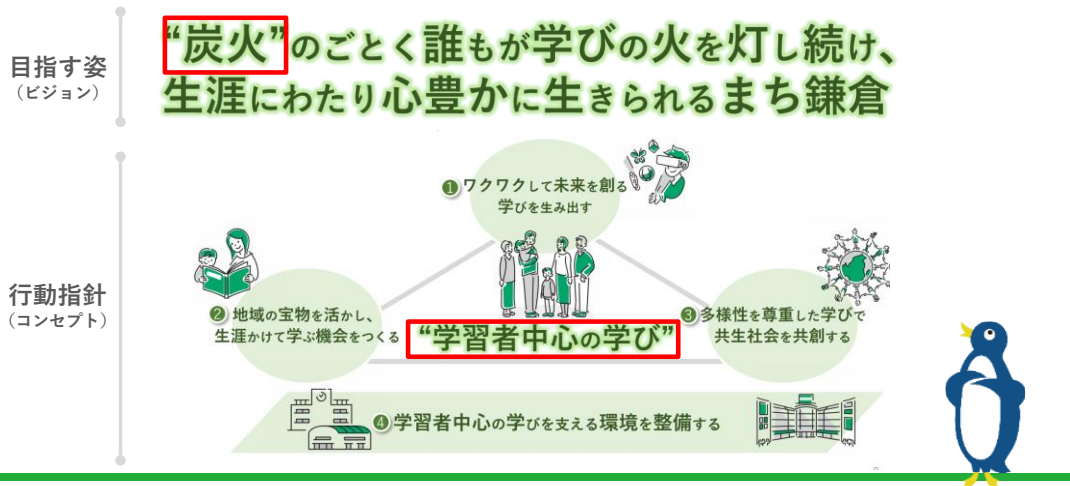 目指す姿
（ビジョン）
“炭火”のごとく誰もが学びの火を灯し続け、
生涯にわたり心豊かに生きられるまち鎌倉
行動指針
（コンセプト）
❶ワクワクして未来を創る
学びを生み出す
❷地域の宝物を活かし、
生涯かけて学ぶ機会をつくる
“学習者中心の学び”
❸多様性を尊重した学びで
共生社会を共創する
❹学習者中心の学びを支える環境を整備する